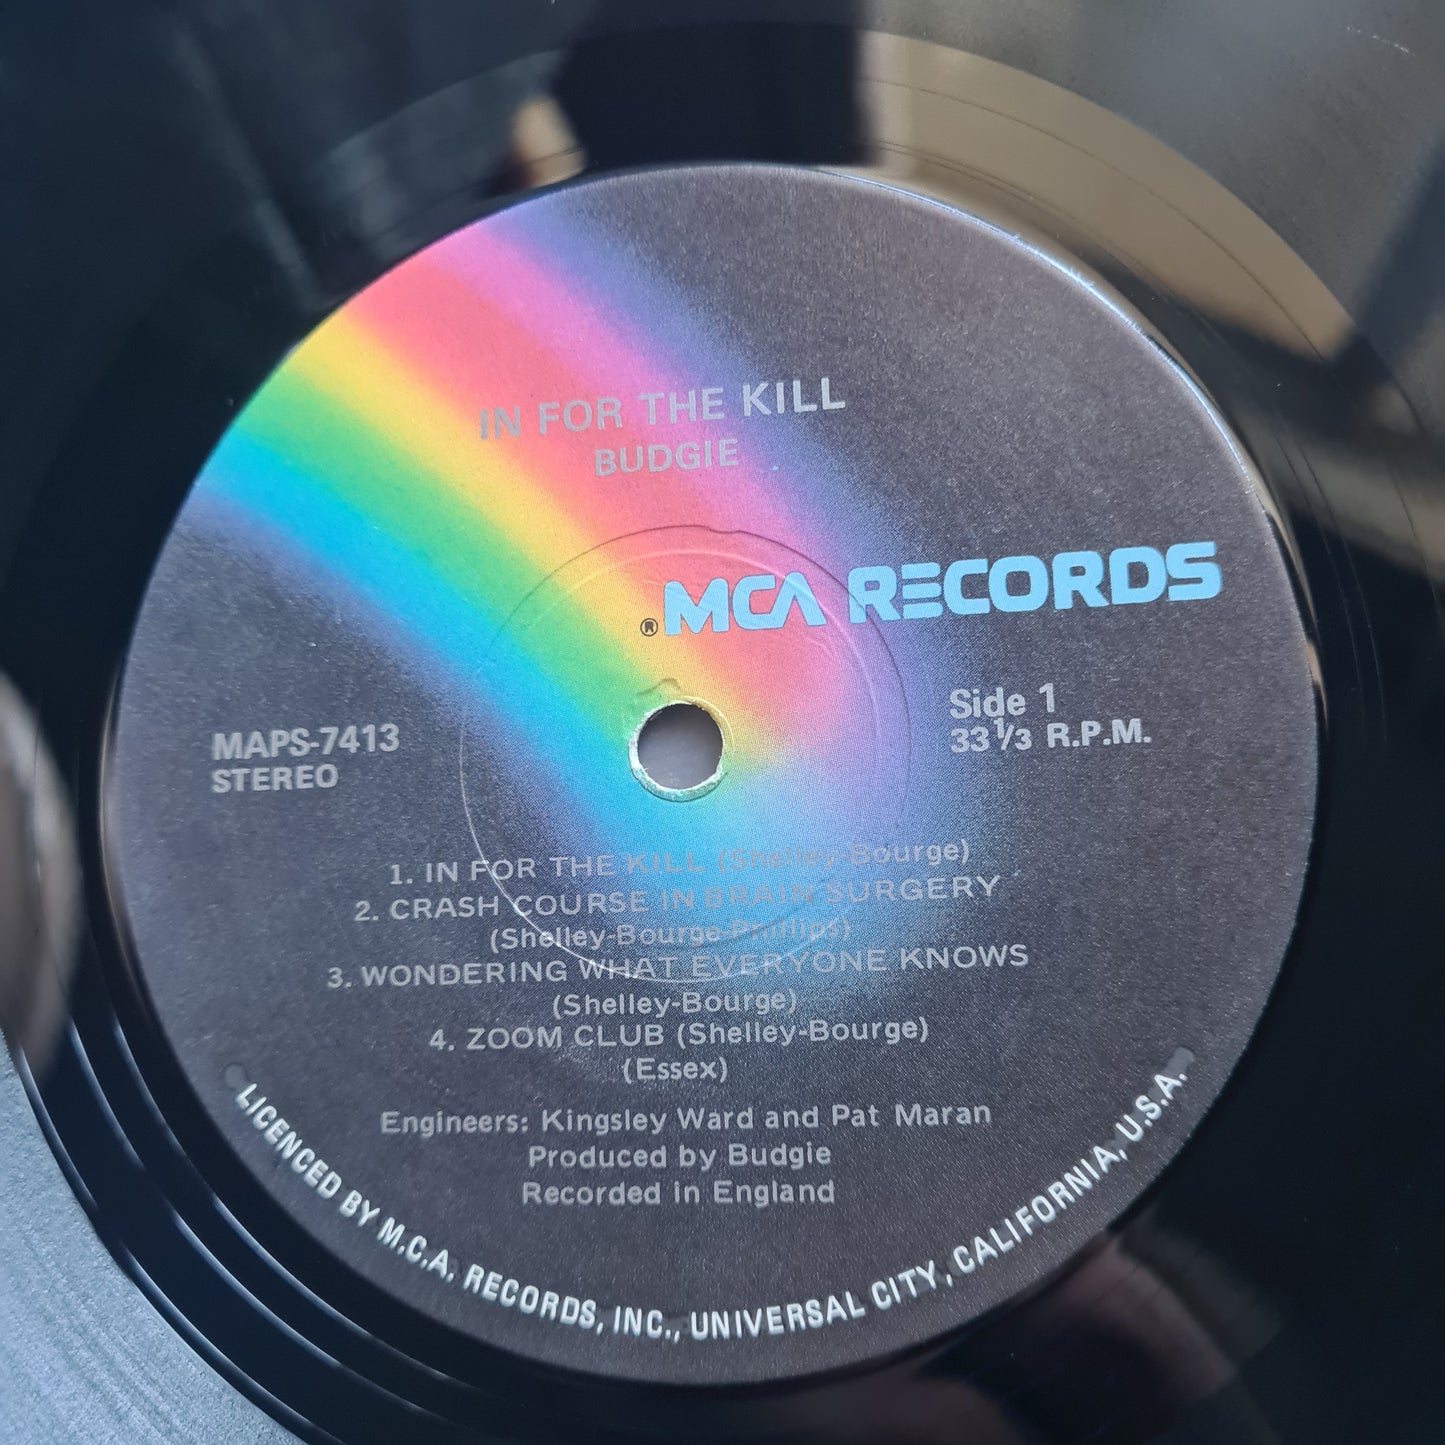 IN FOR THE KILL
BUDGIE
® MCA RECORDS
Side 1
33 1/3 R.P.M.
MAPS-7413
STEREO
1. IN FOR THE KILL (Shelley-Bourge)
2. CRASH COURSE IN BRAIN SURGERY
(Shelley-Bourge-Phillips)
3. WONDERING WHAT EVERYONE KNOWS
(Shelley-Bourge)
4. ZOOM CLUB (Shelley-Bourge)
(Essex)
Engineers: Kingsley Ward and Pat Maran
Produced by Budgie
Recorded in England
LICENCED BY M.C.A. RECORDS, INC., UNIVERSAL CITY, CALIFORNIA, U.S.A.